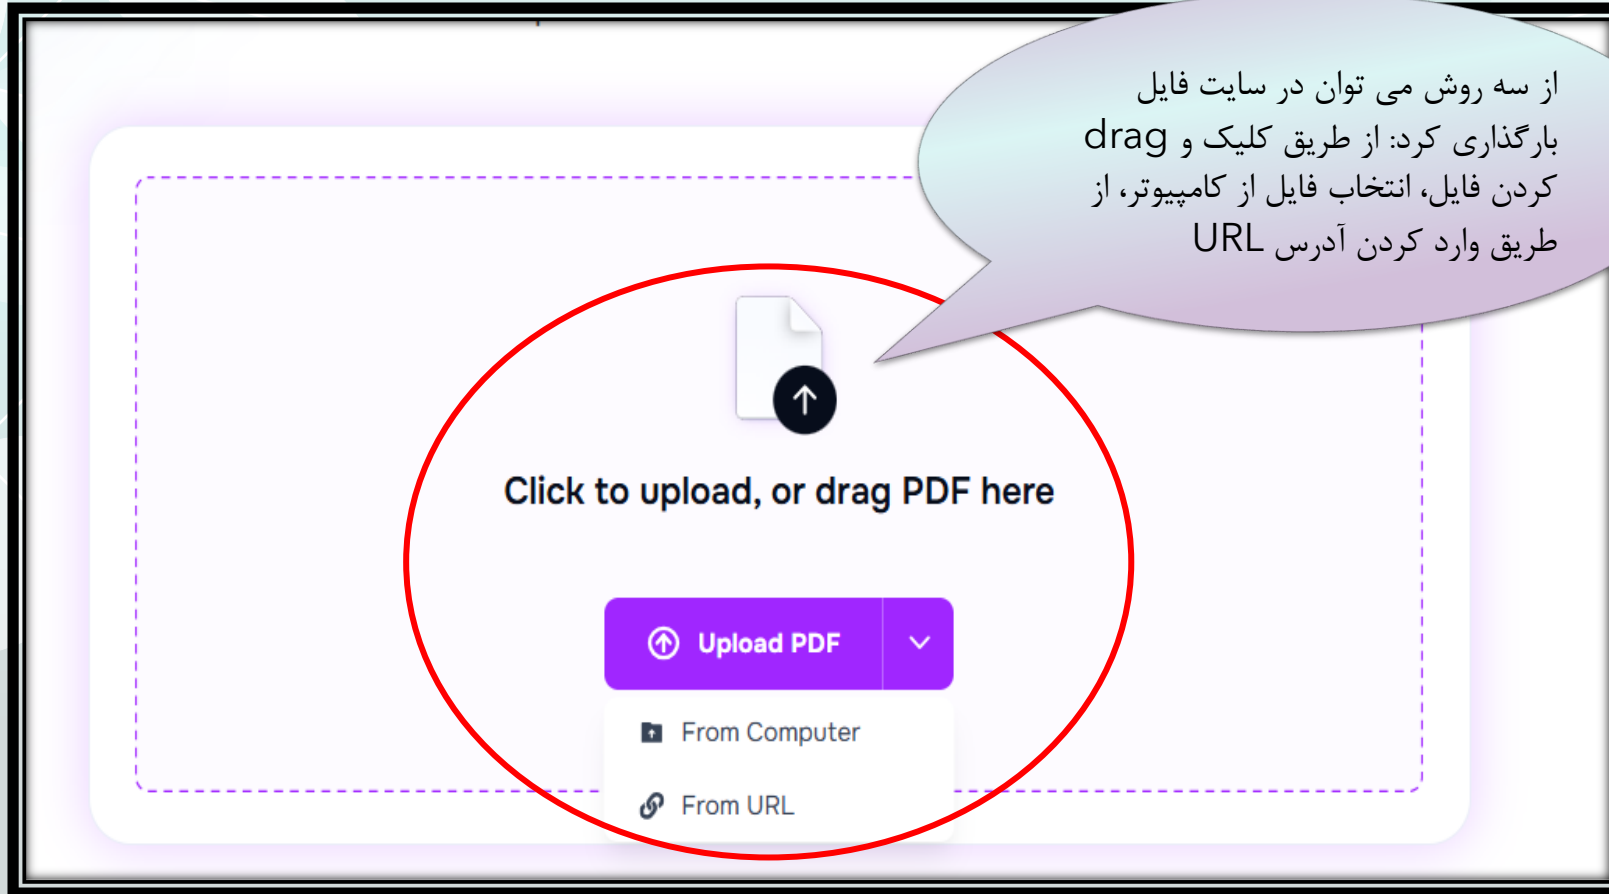 از سه روش می توان در سایت فایل
بارگذاری کرد: از طریق کلیک و drag
کردن فایل، انتخاب فایل از کامپیوتر، از
طریق وارد کردن آدرس URL
Click to upload, or drag PDF here
Upload PDF
From Computer
From URL